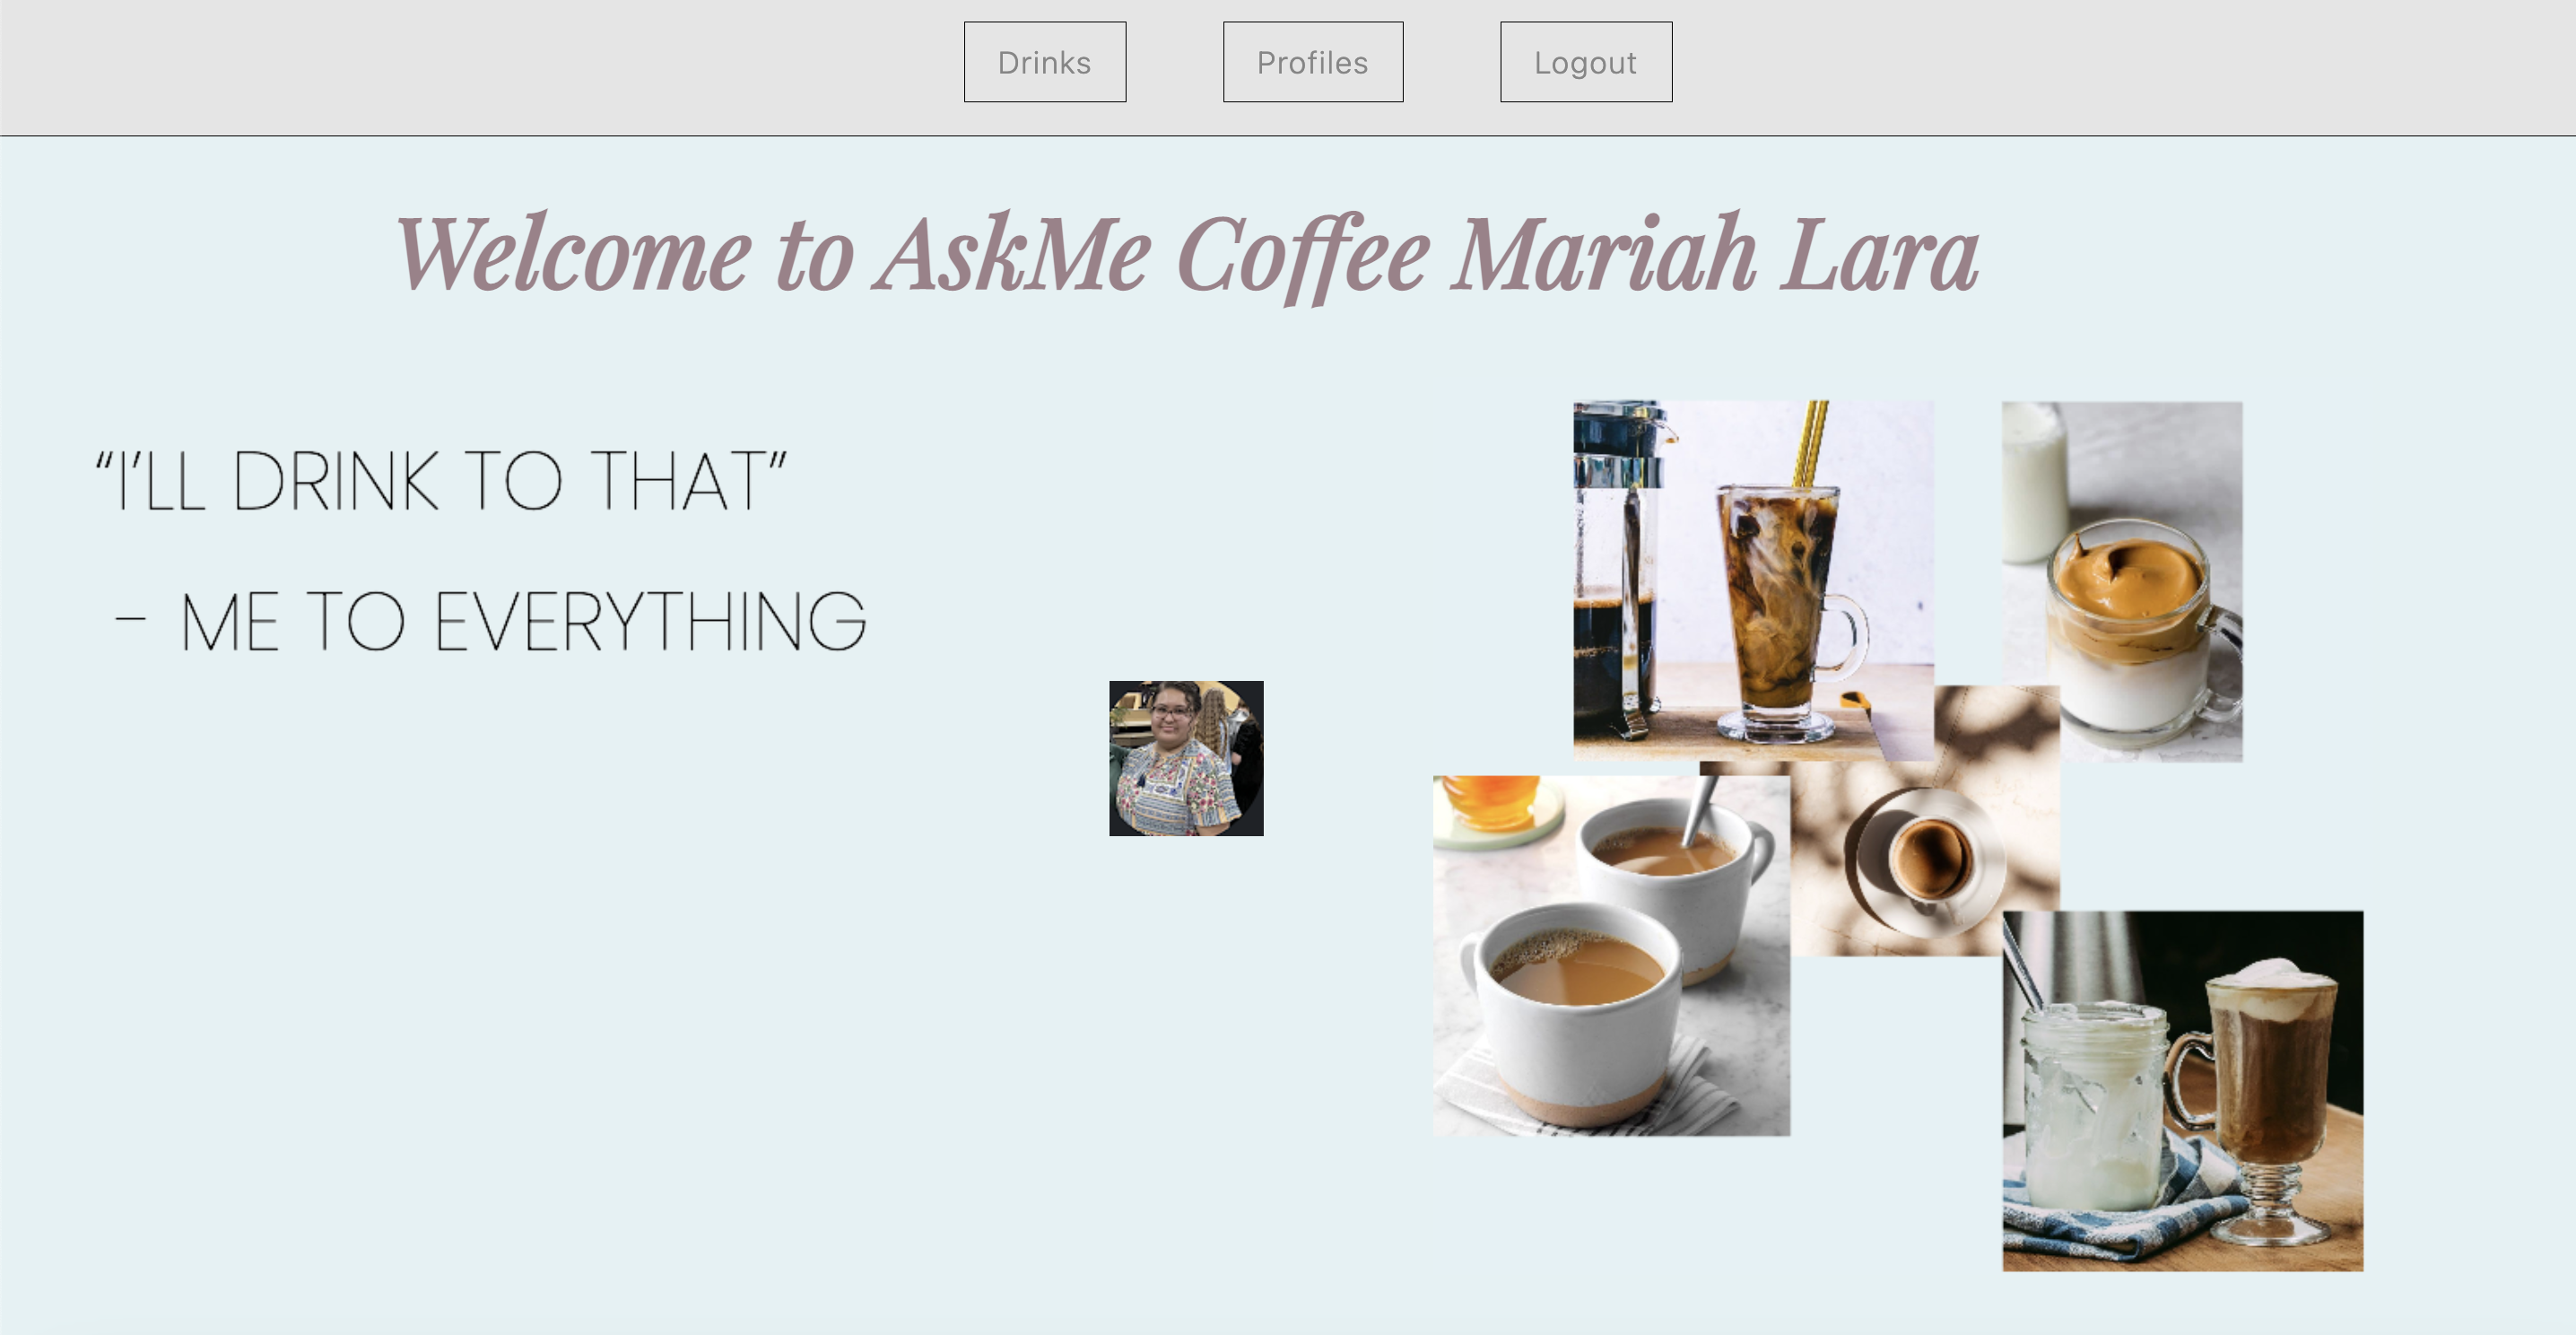 Drinks
Profiles
Logout
Welcome to AskMe Coffee Mariah Lara
“I’LL DRINK TO THAT”
– ME TO EVERYTHING